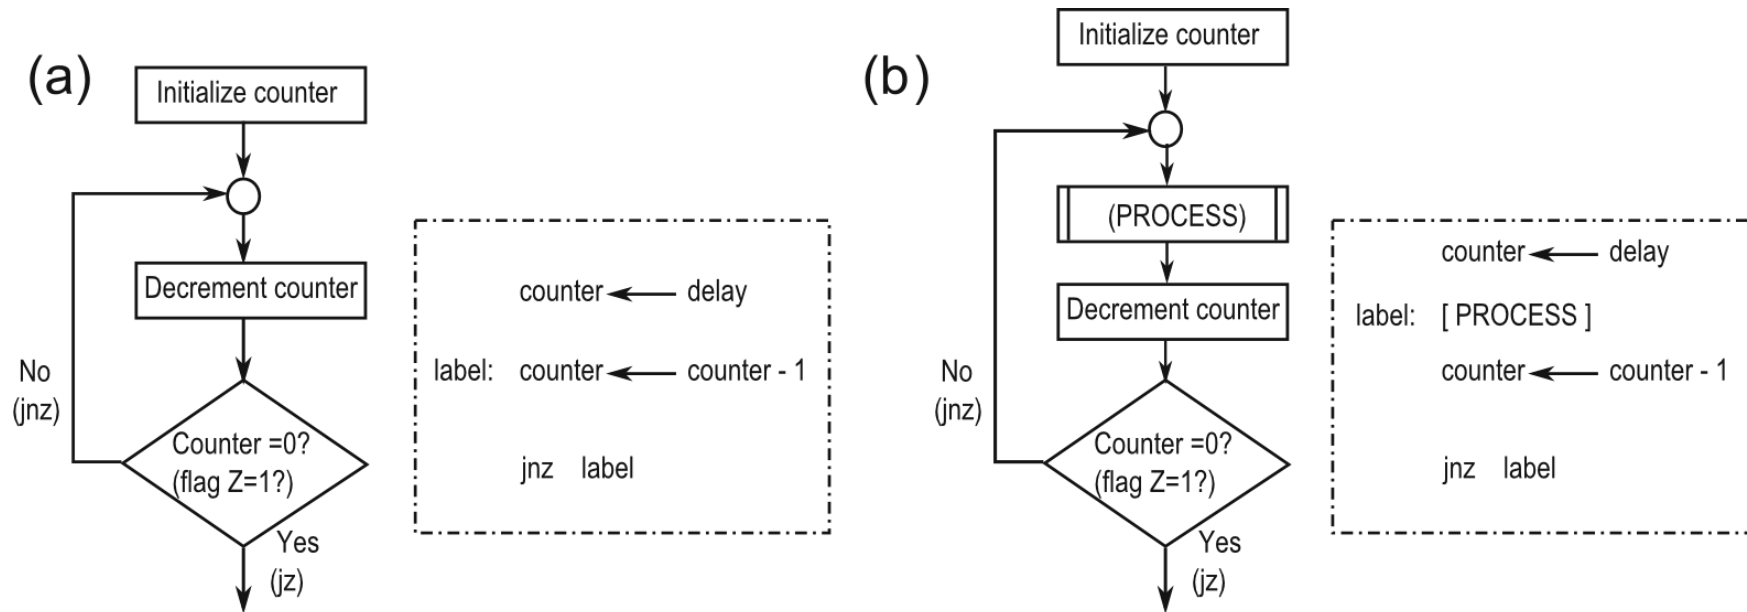 (a)
Initialize counter
Decrement counter
No
(jnz)
Counter =0?
(flag Z=1?)
Yes
(jz)
counter delay
label: counter counter - 1
jnz label
(b)
Initialize counter
(PROCESS)
Decrement counter
No
(jnz)
Counter =0?
(flag Z=1?)
Yes
(jz)
counter delay
label: [ PROCESS ]
counter counter - 1
jnz label